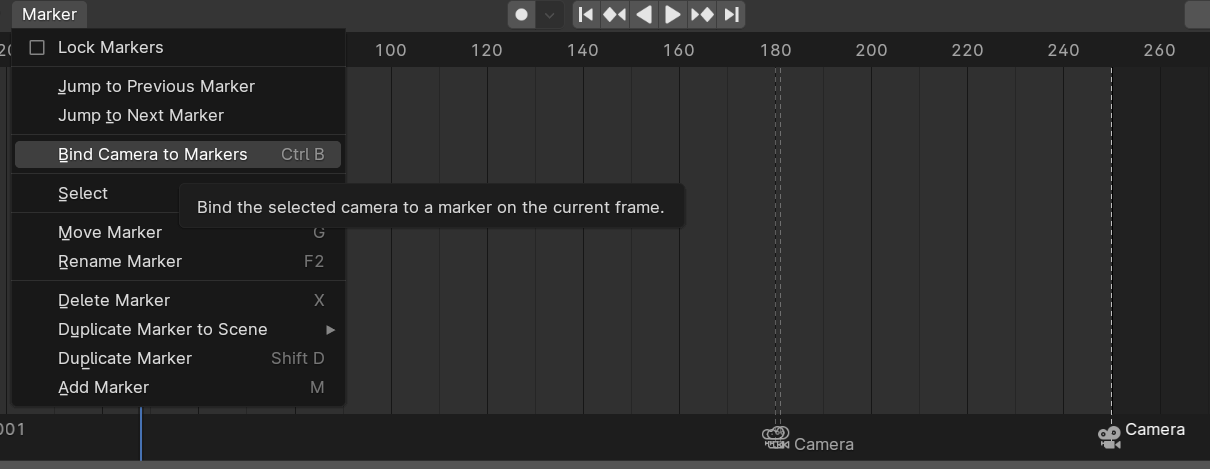 Marker
Lock Markers
100 120 140 160 180 200 220 240 260
Jump to Previous Marker
Jump to Next Marker
Bind Camera to Markers Ctrl B
Select
Bind the selected camera to a marker on the current frame.
Move Marker G
Rename Marker F2
Delete Marker X
Duplicate Marker to Scene
Duplicate Marker Shift D
Add Marker M
001
Camera
Camera